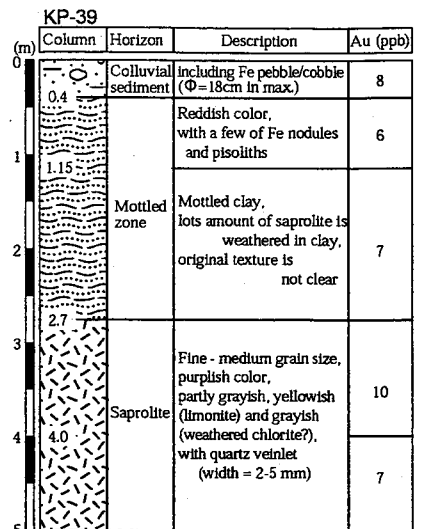 KP-39
(m) Column Horizon Description Au (ppb)
0
Colluvial sediment
including Fe pebble/cobble
(Φ=18cm in max.)
8
0.4
Reddish color,
with a few of Fe nodules
and pisoliths
6
1
1.15
Mottled
zone
Mottled clay,
lots amount of saprolite is
weathered in clay,
original texture is
not clear
7
2
2.7
3
Saprolite
Fine - medium grain size,
purplish color,
partly grayish, yellowish
(limonite) and grayish
(weathered chlorite?),
with quartz veinlet
(width = 2-5 mm)
10
4
4.0
7
5